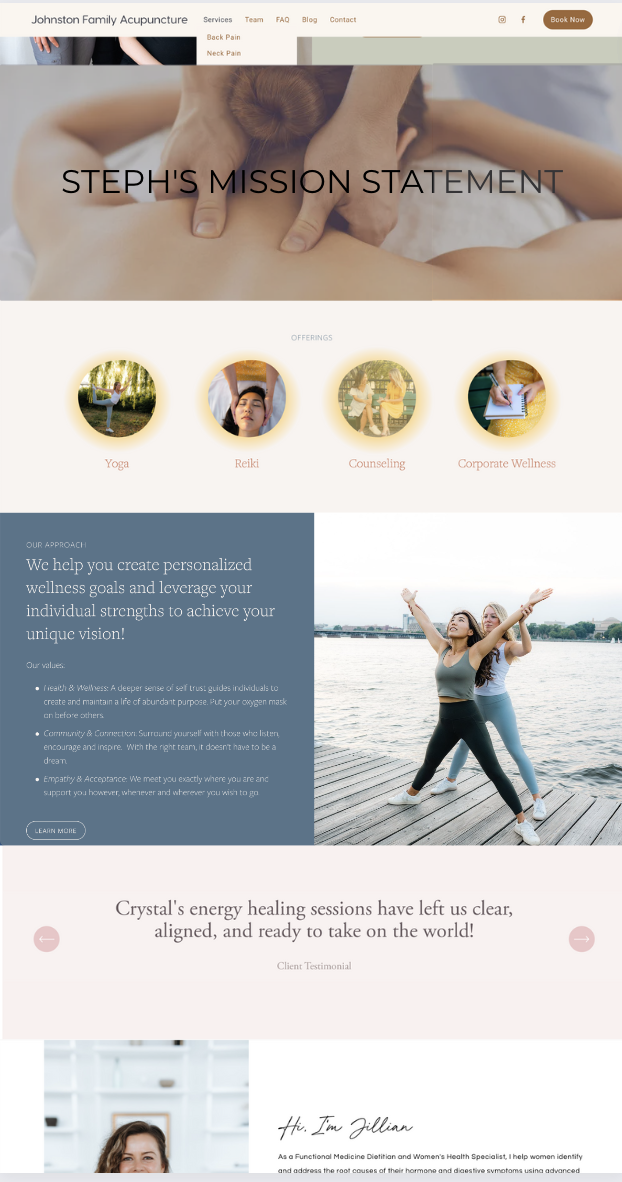 Johnston Family Acupuncture Services Team FAQ Blog Contact Book Now
Back Pain
Neck Pain
STEPH'S MISSION STATEMENT
OFFERINGS
Yoga Reiki Counseling Corporate Wellness
OUR APPROACH
We help you create personalized
wellness goals and leverage your
individual strengths to achieve your
unique vision!
Our values:
Health & Wellness: A deeper sense of self trust guides individuals to
create and maintain a life of abundant purpose. Put your oxygen mask
on before others.
Community & Connection: Surround yourself with those who listen,
encourage and inspire. With the right team, it doesn't have to be a
dream.
Empathy & Acceptance: We meet you exactly where you are and
support you however, whenever and wherever you wish to go.
LEARN MORE
Crystal's energy healing sessions have left us clear,
aligned, and ready to take on the world!
Client Testimonial
Hi, I'm Jillian
As a Functional Medicine Dietitian and Women's Health Specialist, I help women identify
and address the root causes of their hormone and digestive symptoms using advanced